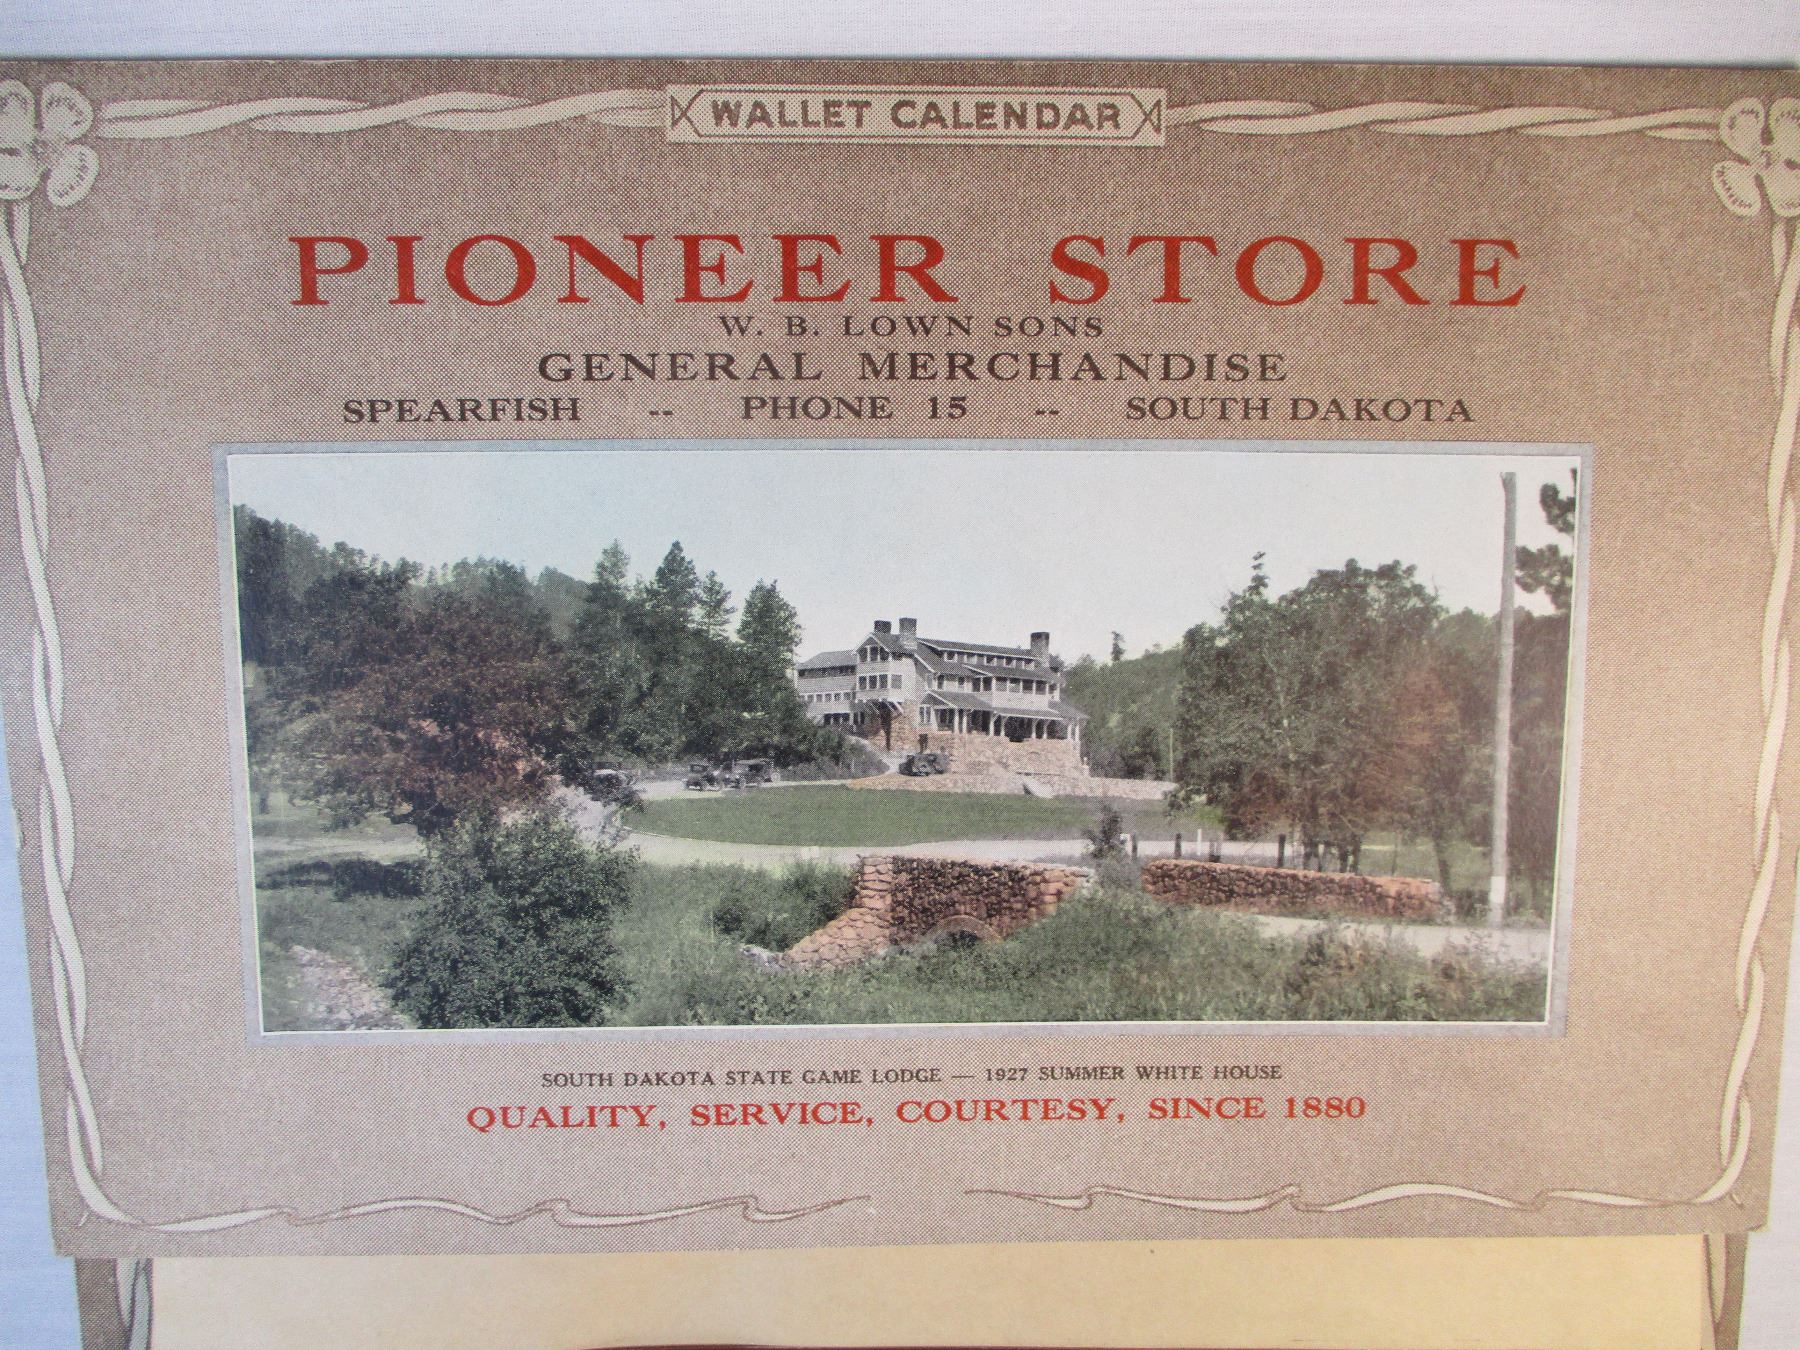 WALLET CALENDAR
PIONEER STORE
W. B. LOWN SONS
GENERAL MERCHANDISE
SPEARFISH -- PHONE 15 -- SOUTH DAKOTA
SOUTH DAKOTA STATE GAME LODGE — 1927 SUMMER WHITE HOUSE
QUALITY, SERVICE, COURTESY, SINCE 1880